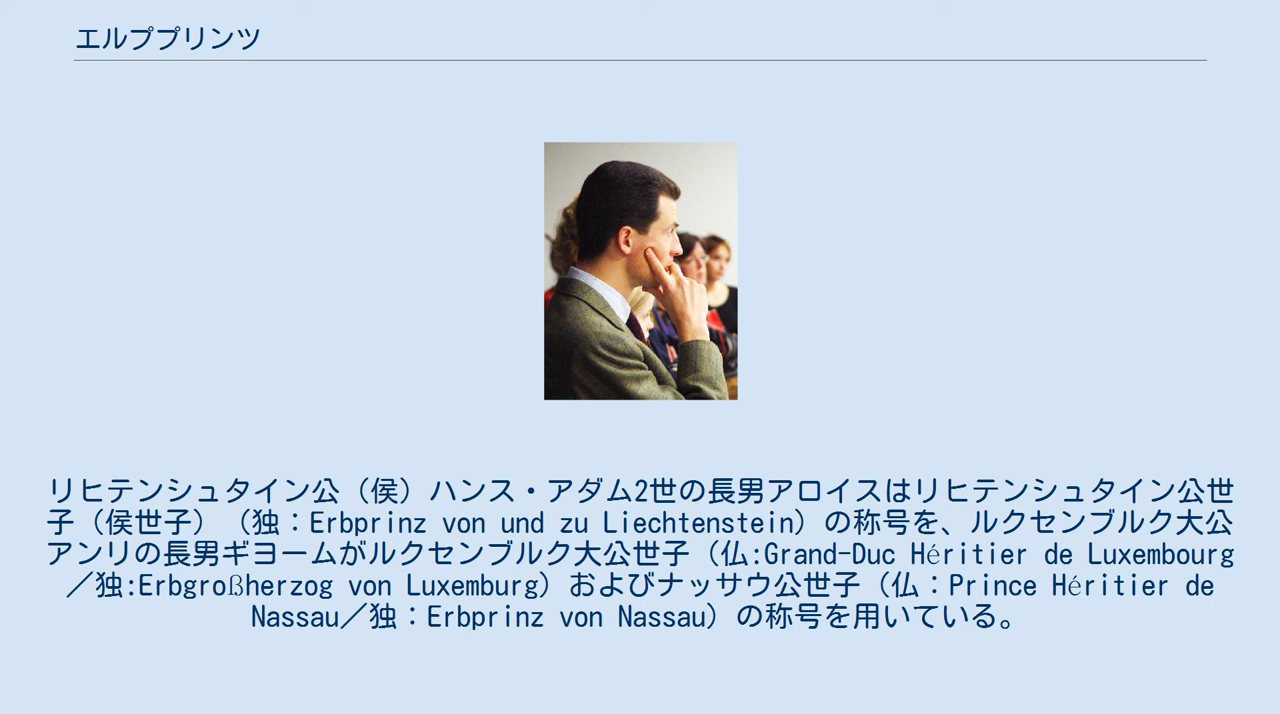 エルププリンツ
リヒテンシュタイン公（侯）ハンス・アダム2世の長男アロイスはリヒテンシュタイン公世
子（侯世子）（独：Erbprinz von und zu Liechtenstein）の称号を、ルクセンブルク大公
アンリの長男ギヨームがルクセンブルク大公世子（仏:Grand-Duc Héritier de Luxembourg
／独:Erbgroßherzog von Luxemburg）およびナッサウ公世子（仏：Prince Héritier de
Nassau／独：Erbprinz von Nassau）の称号を用いている。